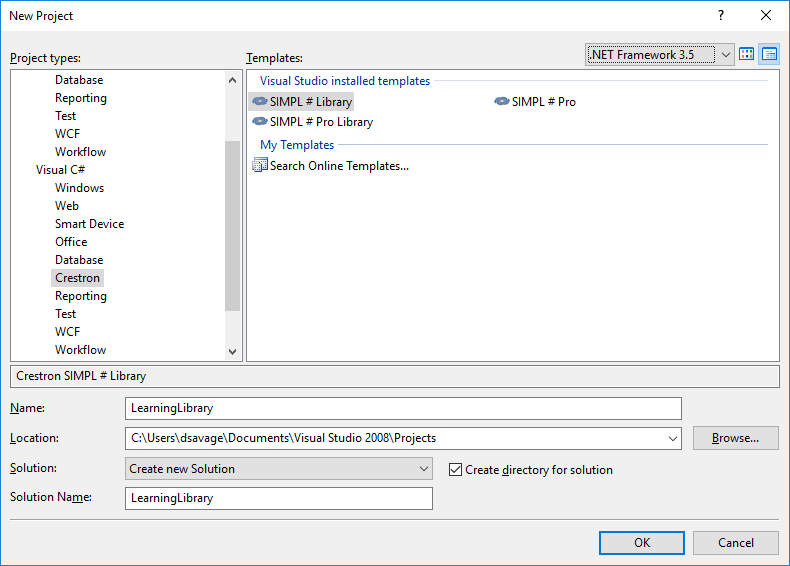 New Project
?
Project types:
Templates:
.NET Framework 3.5
Database
Reporting
Test
WCF
Workflow
Visual C#
Windows
Web
Smart Device
Office
Database
Crestron
Reporting
Test
WCF
Workflow
Visual Studio installed templates
SIMPL # Library
SIMPL # Pro
SIMPL # Pro Library
My Templates
Search Online Templates...
Crestron SIMPL # Library
Name:
LearningLibrary
Location:
C:\Users\dsavage\Documents\Visual Studio 2008\Projects
Browse...
Solution:
Create new Solution
Create directory for solution
Solution Name:
LearningLibrary
OK
Cancel